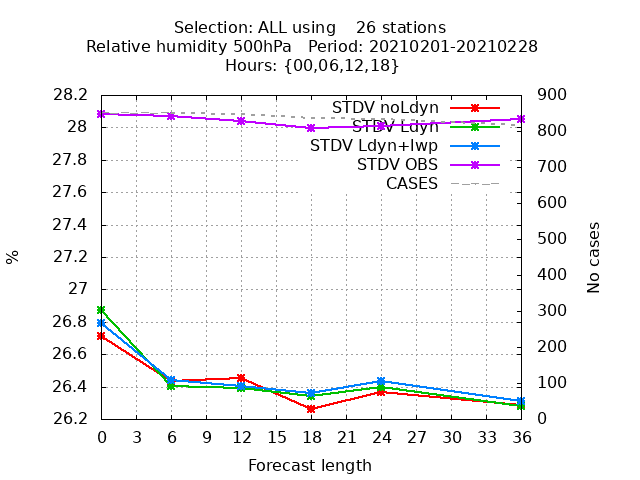 Selection: ALL using    26 stations
Relative humidity 500hPa   Period: 20210201-20210228
Hours: {00,06,12,18}
28.2
28
27.8
27.6
27.4
27.2
27
26.8
26.6
26.4
26.2
%
STDV noLdyn
STDV Ldyn
STDV Ldyn+lwp
STDV OBS
CASES
900
800
700
600
500
400
300
200
100
0
No cases
0 3 6 9 12 15 18 21 24 27 30 33 36
Forecast length